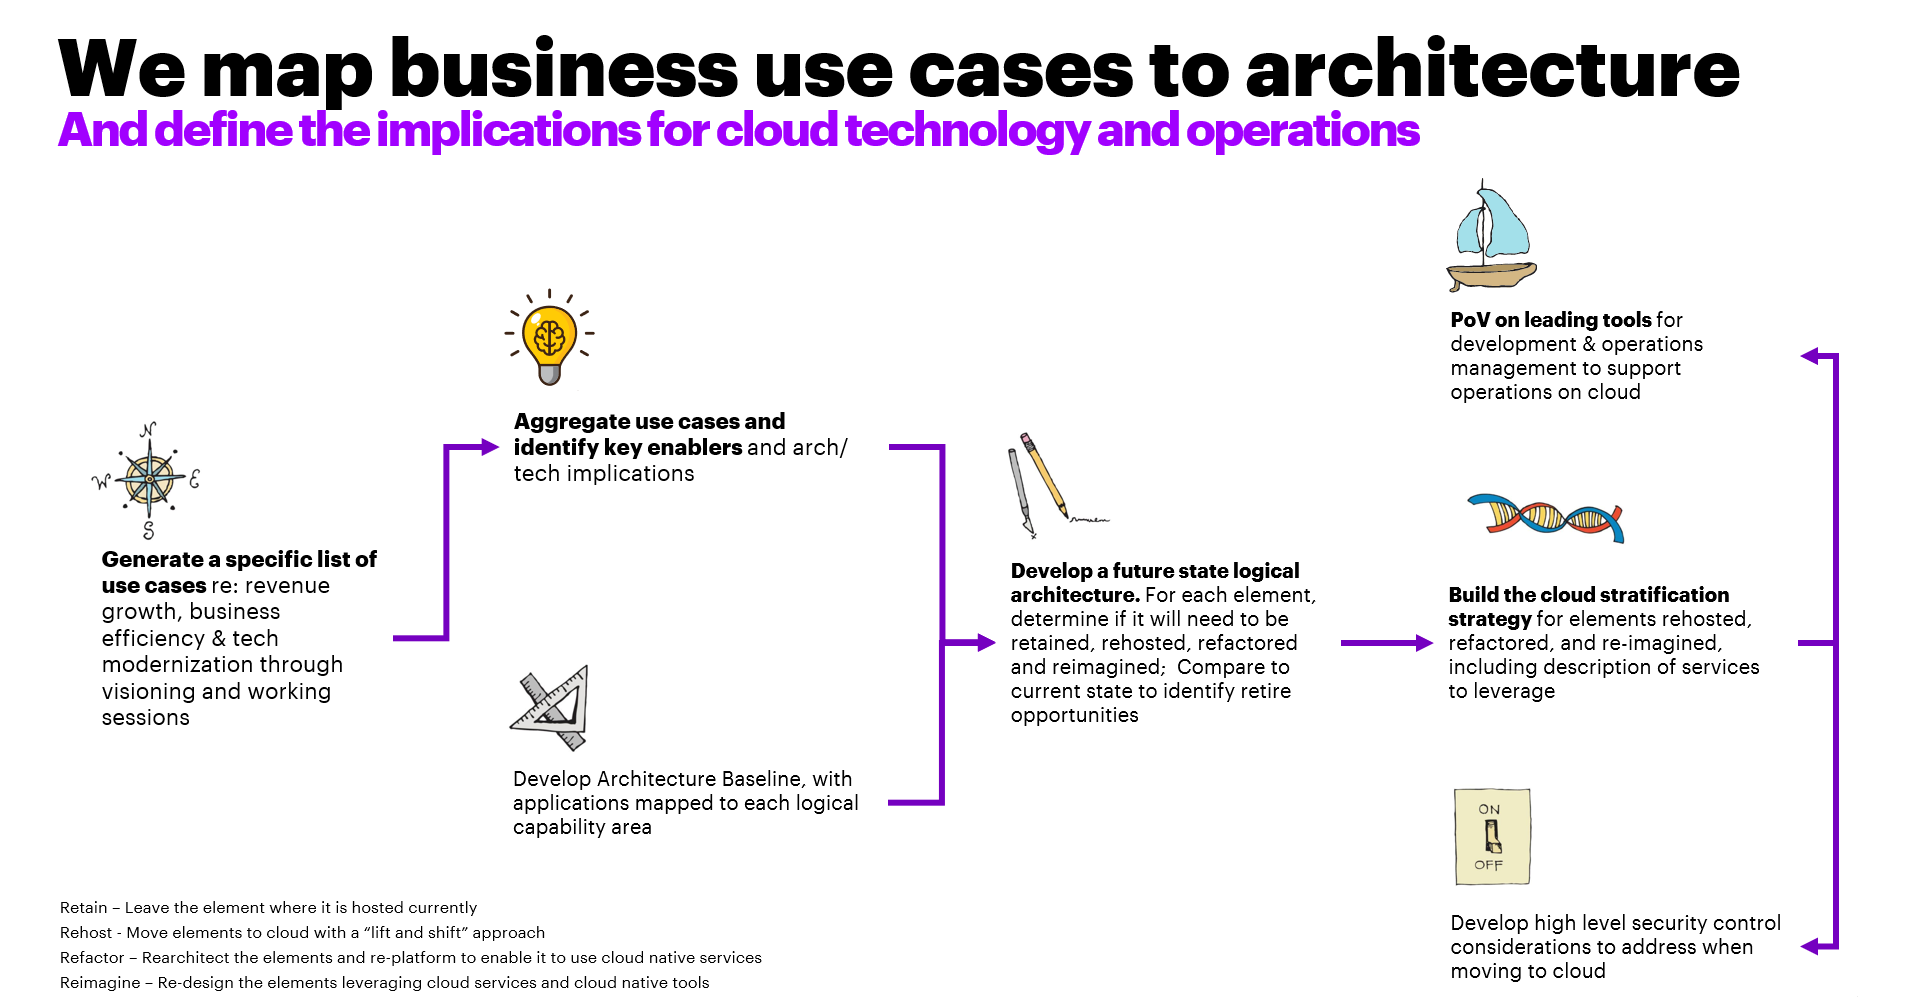 We map business use cases to architecture
And define the implications for cloud technology and operations
N
W
E
S
Generate a specific list of
use cases re: revenue
growth, business
efficiency & tech
modernization through
visioning and working
sessions
Aggregate use cases and
identify key enablers and arch/
tech implications
Develop Architecture Baseline, with
applications mapped to each logical
capability area
Develop a future state logical
architecture. For each element,
determine if it will need to be
retained, rehosted, refactored
and reimagined;  Compare to
current state to identify retire
opportunities
PoV on leading tools for
development & operations
management to support
operations on cloud
Build the cloud stratification
strategy for elements rehosted,
refactored, and re-imagined,
including description of services
to leverage
ON
OFF
Develop high level security control
considerations to address when
moving to cloud
Retain – Leave the element where it is hosted currently
Rehost - Move elements to cloud with a “lift and shift” approach
Refactor – Rearchitect the elements and re-platform to enable it to use cloud native services
Reimagine – Re-design the elements leveraging cloud services and cloud native tools